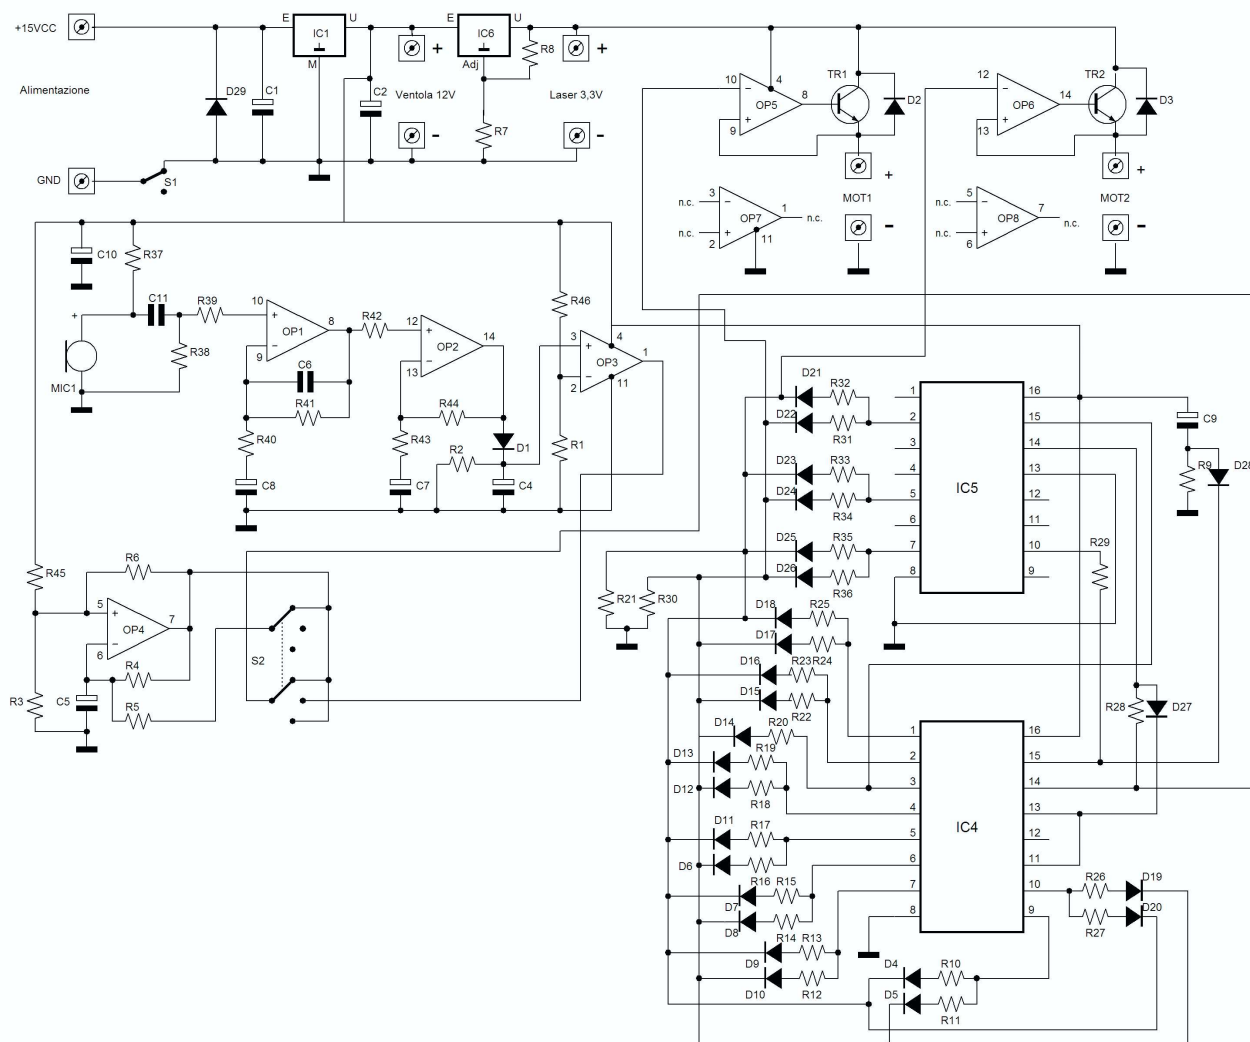 +15VCC
E IC1 U
M
E IC6 U
Adj
R8
+
+
Alimentazione
D29
C1
C2
Ventola 12V
Laser 3,3V
R7
-
-
GND
S1
10
-
4
OP5
8
+
9
TR1
D2
+
MOT1
-
12
-
OP6
14
+
13
TR2
D3
+
MOT2
-
n.c.
3
-
OP7
1
n.c.
n.c.
+
2
11
n.c.
5
-
OP8
7
n.c.
n.c.
+
6
C10
R37
+
C11
R39
R38
MIC1
10
+
OP1
8
-
9
C6
R41
R40
C8
R42
12
+
OP2
14
-
13
R44
R43
R2
D1
C7
C4
R46
3
+
4
OP3
1
-
2
11
R1
R45
R6
5
+
OP4
7
-
6
R4
R3
C5
R5
S2
R21
R30
D21
R32
D22
R31
D23
R33
D24
R34
D25
R35
D26
R36
IC5
1
2
3
4
5
6
7
8
16
15
14
13
12
11
10
9
C9
R9
D28
R29
D18
R25
D17
D16
R23
R24
D15
R22
D14
R20
D13
R19
D12
R18
D11
R17
D6
R16
R15
D7
D8
R14
R13
D9
D10
R12
R28
D27
IC4
1
2
3
4
5
6
7
8
16
15
14
13
12
11
10
9
R26
D19
R27
D20
D4
R10
D5
R11